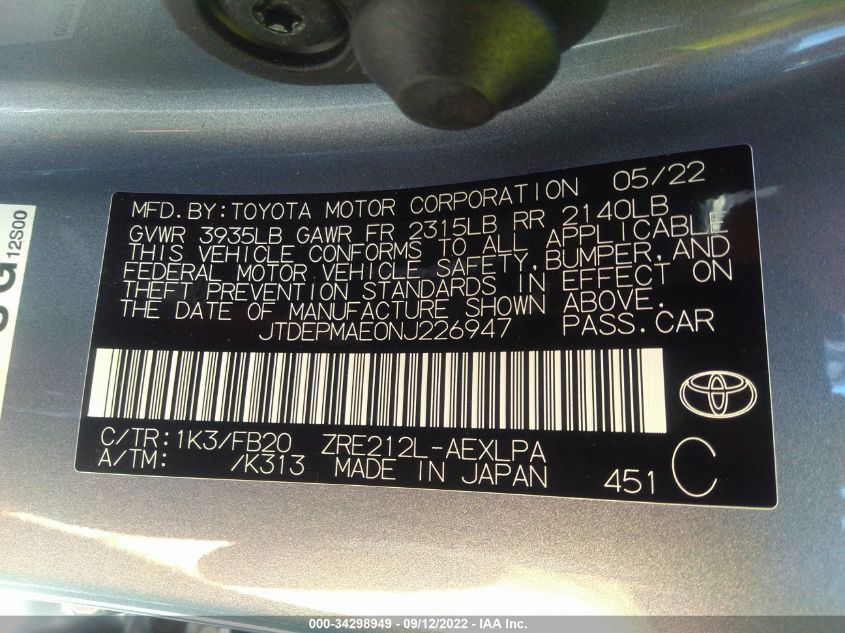 MFD.BY:TOYOTA MOTOR CORPORATION 05/22
GVWR 3935LB GAWR FR 2315LB RR 2140LB
THIS VEHICLE CONFORMS TO ALL APPLICABLE
FEDERAL MOTOR VEHICLE SAFETY,BUMPER,AND
THEFT PREVENTION STANDARDS IN EFFECT ON
THE DATE OF MANUFACTURE SHOWN ABOVE.
JTDEPMAE0NJ226947 PASS.CAR
C/TR:1K3/FB20 ZRE212L-AEXLPA
A/TM: /K313 MADE IN JAPAN 451 C
12S00
000-34298949 - 09/12/2022 - IAA Inc.